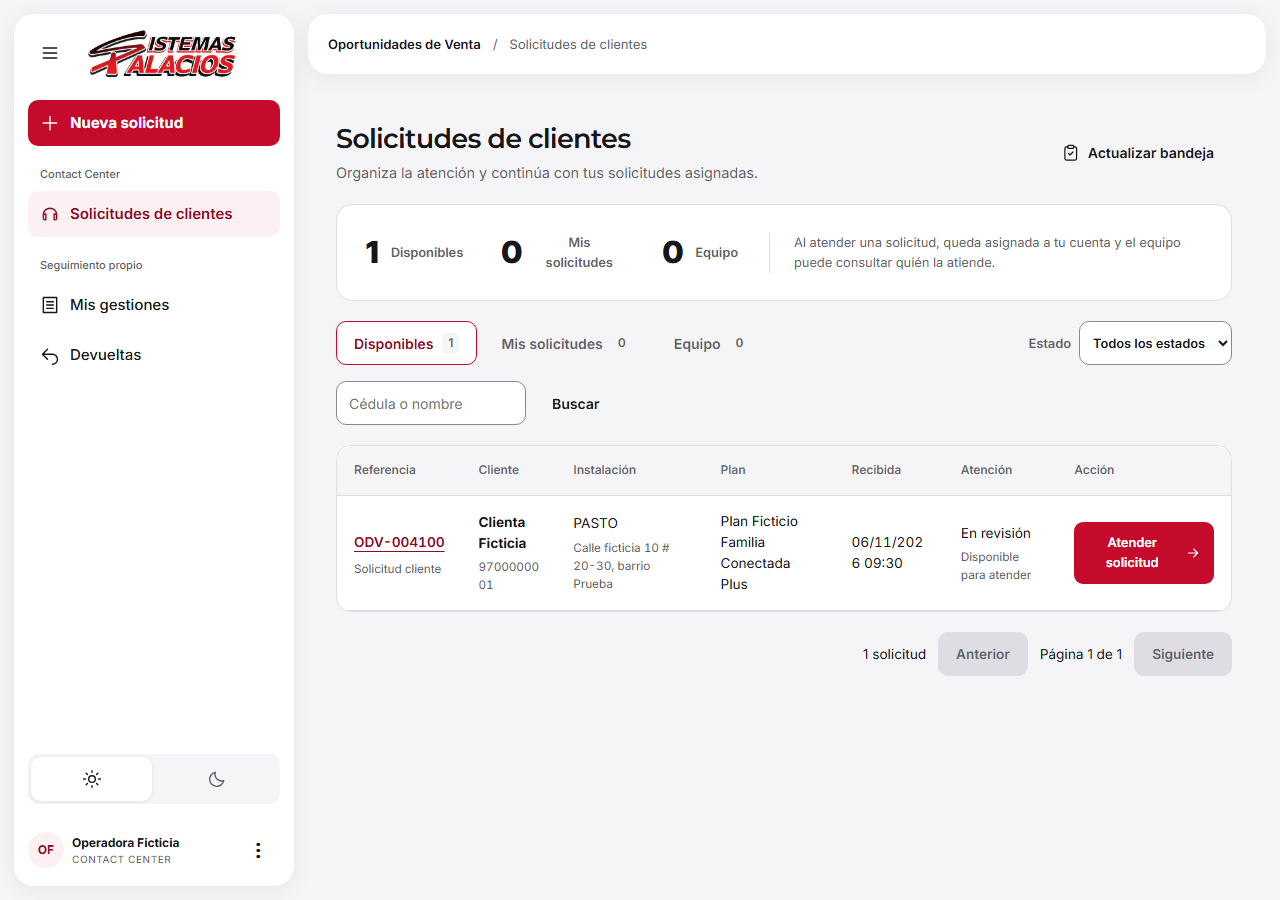 SISTEMAS
PALACIOS
Oportunidades de Venta / Solicitudes de clientes
Nueva solicitud
Contact Center
Solicitudes de clientes
Seguimiento propio
Mis gestiones
Devueltas
OF
Operadora Ficticia
CONTACT CENTER
Solicitudes de clientes
Organiza la atención y continúa con tus solicitudes asignadas.
Actualizar bandeja
1 Disponibles
0 Mis
solicitudes
0 Equipo
Al atender una solicitud, queda asignada a tu cuenta y el equipo
puede consultar quién la atiende.
Disponibles 1
Mis solicitudes 0
Equipo 0
Estado
Todos los estados
Cédula o nombre
Buscar
Referencia
Cliente
Instalación
Plan
Recibida
Atención
Acción
ODV-004100
Solicitud cliente
Clienta
Ficticia
97000000
01
PASTO
Calle ficticia 10 #
20-30, barrio
Prueba
Plan Ficticio
Familia
Conectada
Plus
06/11/202
6 09:30
En revisión
Disponible
para atender
Atender
solicitud
1 solicitud
Anterior
Página 1 de 1
Siguiente